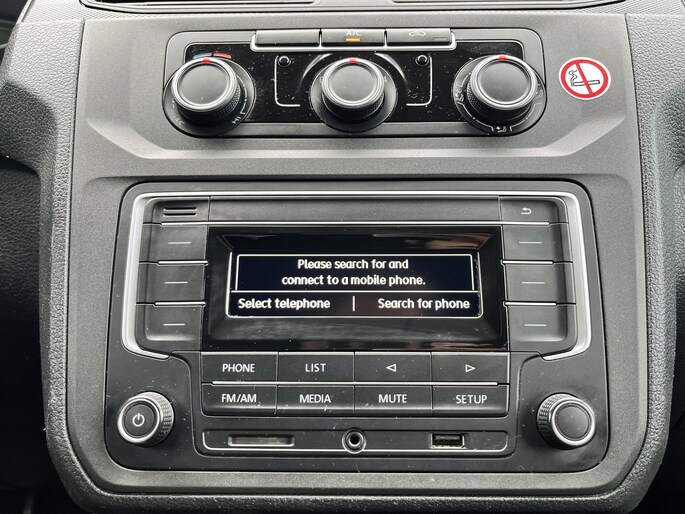 A/C
HI
Please search for and
connect to a mobile phone.
Select telephone | Search for phone
PHONE LIST
FM/AM MEDIA MUTE SETUP